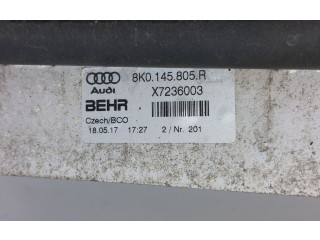 8K0.145.805.R
Audi
X7236003
BEHR
Czech/BCO
18.05.17 17:27 2 / Nr. 201